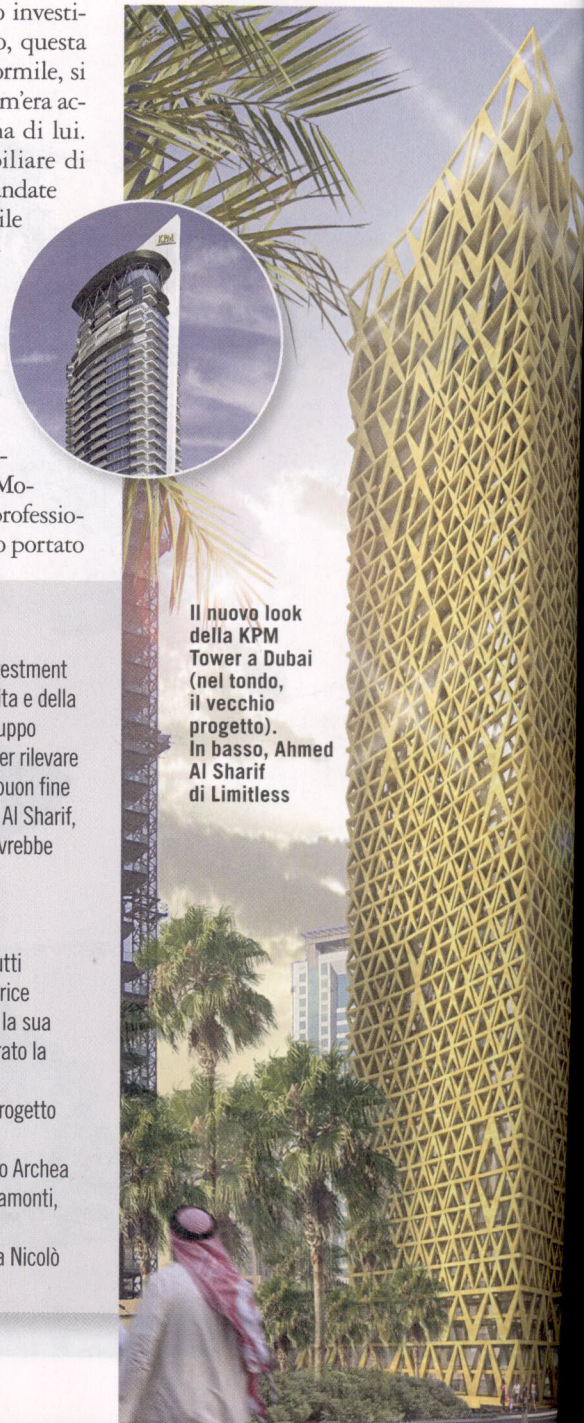 investi-
o, questa
ormile, si
m'era ac-
na di lui.
biliare di
andate
ile
KPM
Mo-
professio-
o portato
Il nuovo look
della KPM
Tower a Dubai
(nel tondo,
il vecchio
progetto).
In basso, Ahmed
Al Sharif
di Limitless
estment
ita e della
uppo
er rilevare
buon fine
Al Sharif,
vrebbe
utti
rice
la sua
rato la
rogetto
o Archea
amonti,
a Nicolò